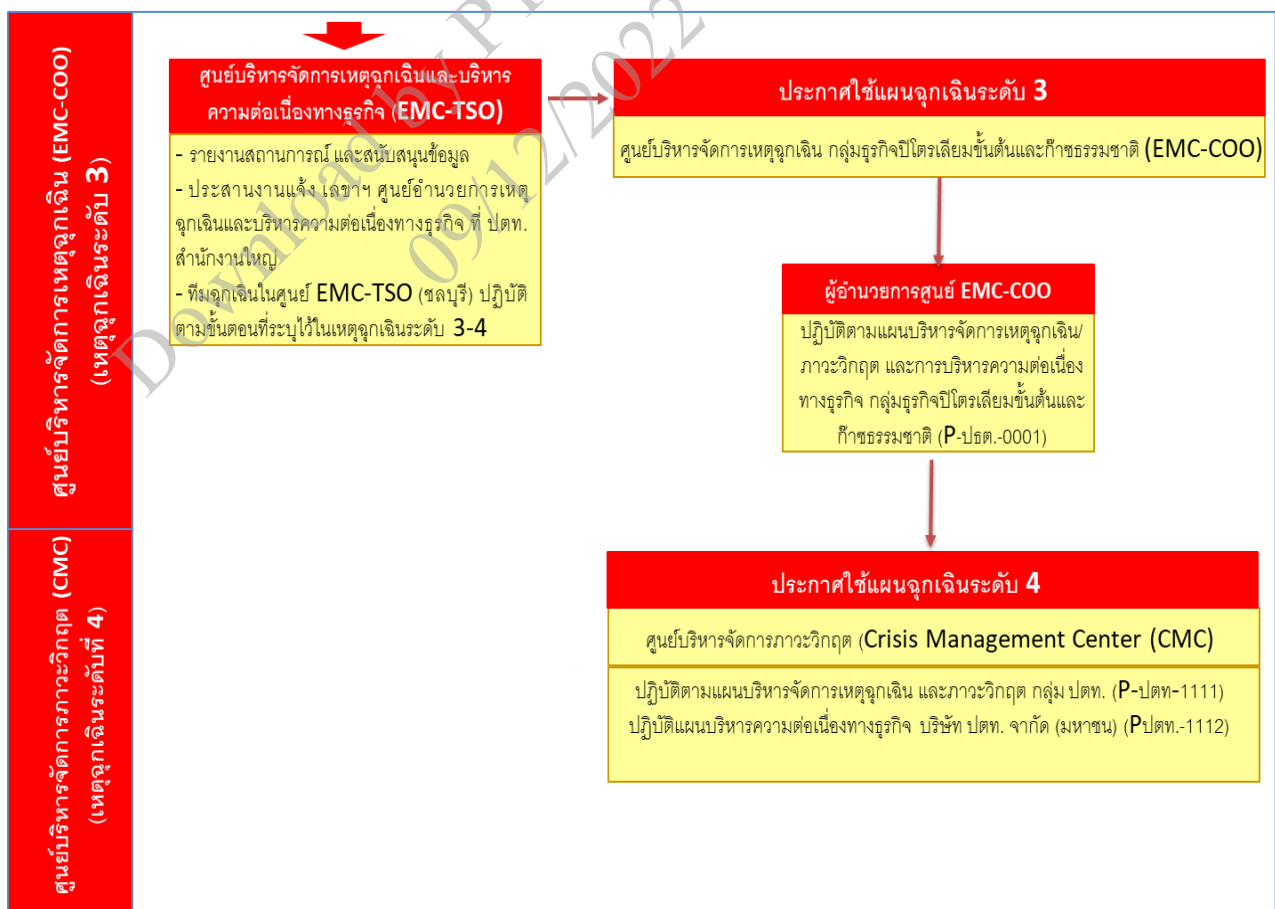 ศูนย์บริหารจัดการเหตุฉุกเฉิน (EMC-COO)
(เหตุฉุกเฉินระดับ 3)
ศูนย์บริหารจัดการเหตุฉุกเฉินและบริหาร
ความต่อเนื่องทางธุรกิจ (EMC-TSO)
- รายงานสถานการณ์ และสนับสนุนข้อมูล
- ประสานงานแจ้ง เลขาฯ ศูนย์อำนวยการเหตุ
ฉุกเฉินและบริหารความต่อเนื่องทางธุรกิจ ที่ ปตท.
สำนักงานใหญ่
- ทีมฉุกเฉินในศูนย์ EMC-TSO (ชลบุรี) ปฏิบัติ
ตามขั้นตอนที่ระบุไว้ในเหตุฉุกเฉินระดับ 3-4
ประกาศใช้แผนฉุกเฉินระดับ 3
ศูนย์บริหารจัดการเหตุฉุกเฉิน กลุ่มธุรกิจปิโตรเลียมขั้นต้นและก๊าซธรรมชาติ (EMC-COO)
ผู้อำนวยการศูนย์ EMC-COO
ปฏิบัติตามแผนบริหารจัดการเหตุฉุกเฉิน/
ภาวะวิกฤต และการบริหารความต่อเนื่อง
ทางธุรกิจ กลุ่มธุรกิจปิโตรเลียมขั้นต้นและ
ก๊าซธรรมชาติ (P-ปธต.-0001)
ศูนย์บริหารจัดการภาวะวิกฤต (CMC)
(เหตุฉุกเฉินระดับที่ 4)
ประกาศใช้แผนฉุกเฉินระดับ 4
ศูนย์บริหารจัดการภาวะวิกฤต (Crisis Management Center (CMC)
ปฏิบัติตามแผนบริหารจัดการเหตุฉุกเฉิน และภาวะวิกฤต กลุ่ม ปตท. (P-ปตท-1111)
ปฏิบัติแผนบริหารความต่อเนื่องทางธุรกิจ บริษัท ปตท. จากัด (มหาชน) (Pปตท.-1112)
Download by P
09/12/2022